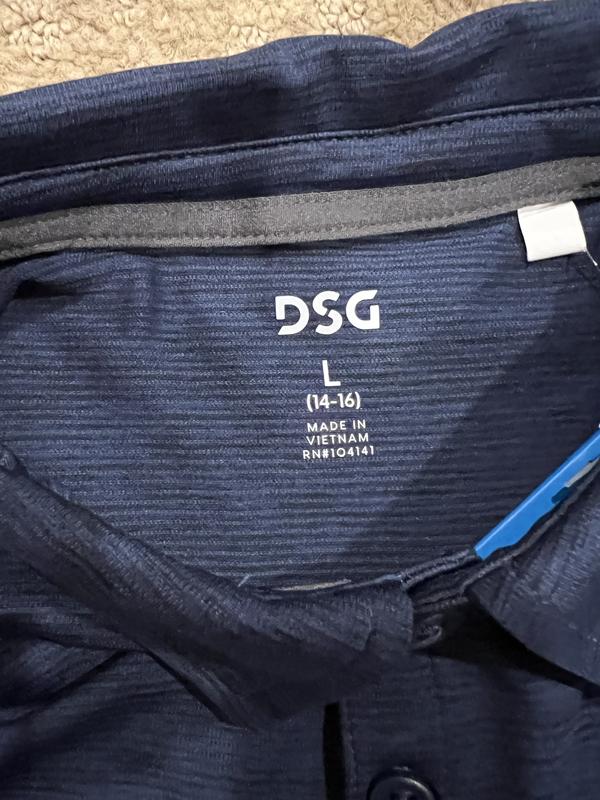 DSG
L
(14-16)
MADE IN
VIETNAM
RN#104141